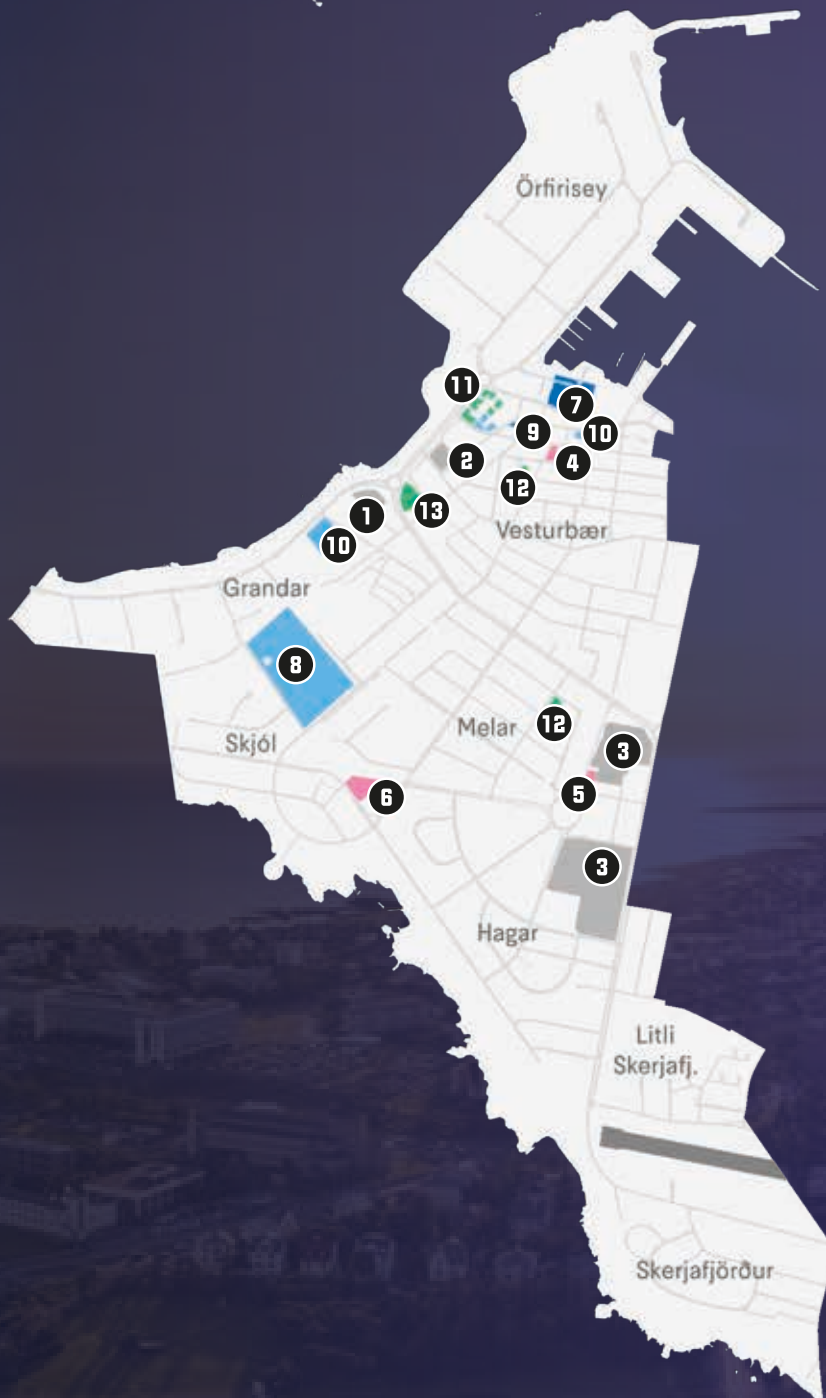 Örfirisey
11
7
9
10
2
4
12
13
1
Vesturbær
10
Grandar
8
Melar
12
Skjól
3
5
6
3
Hagar
Litli
Skerjafj.
Skerjafjörður